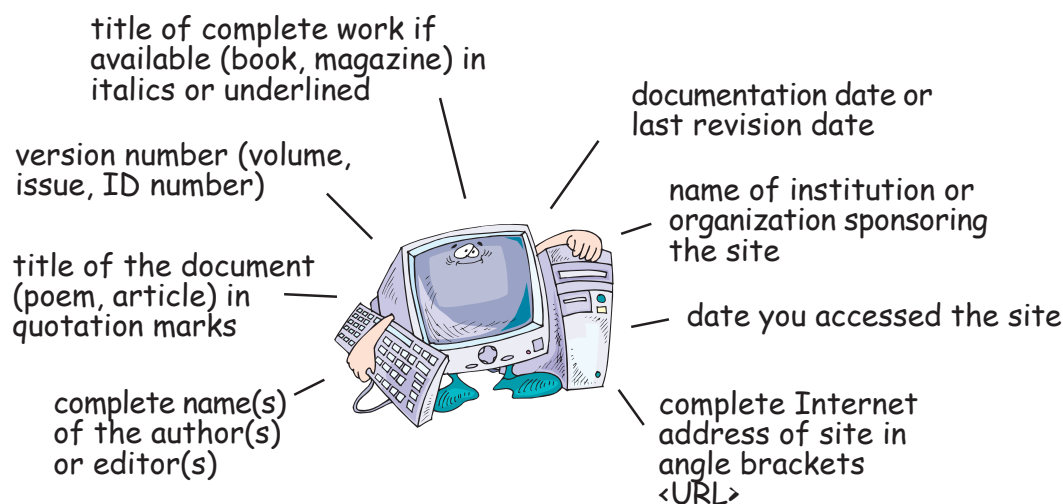 title of complete work if
available (book, magazine) in
italics or underlined
documentation date or
last revision date
version number (volume,
issue, ID number)
name of institution or
organization sponsoring
the site
title of the document
(poem, article) in
quotation marks
date you accessed the site
complete name(s)
of the author(s)
or editor(s)
complete Internet
address of site in
angle brackets
<URL>